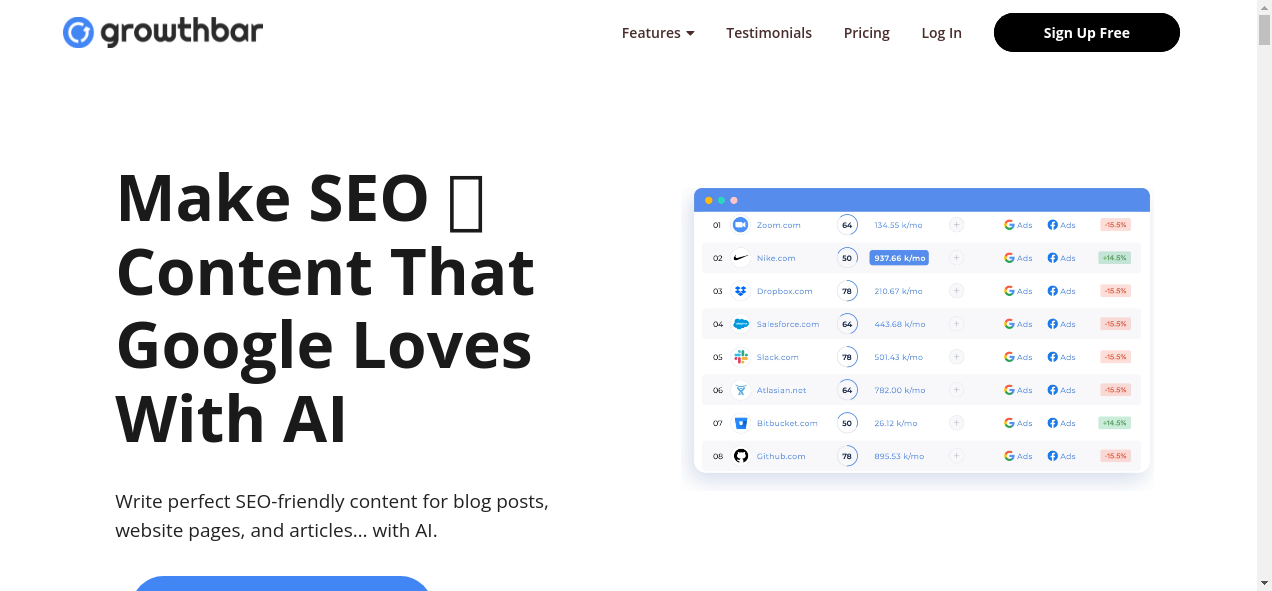 growthbar
Features
Testimonials
Pricing
Log In
Sign Up Free
Make SEO
Content That
Google Loves
With AI
Write perfect SEO-friendly content for blog posts,
website pages, and articles... with AI.
01 Zoom.com 64 134.55 k/mo + Ads Ads -15.5%
02 Nike.com 50 937.66 k/mo + Ads Ads +14.5%
03 Dropbox.com 78 210.67 k/mo + Ads Ads -15.5%
04 Salesforce.com 64 443.68 k/mo + Ads Ads -15.5%
05 Slack.com 78 501.43 k/mo + Ads Ads -15.5%
06 Atlasian.net 64 782.00 k/mo + Ads Ads -15.5%
07 Bitbucket.com 50 26.12 k/mo + Ads Ads +14.5%
08 Github.com 78 895.53 k/mo + Ads Ads -15.5%